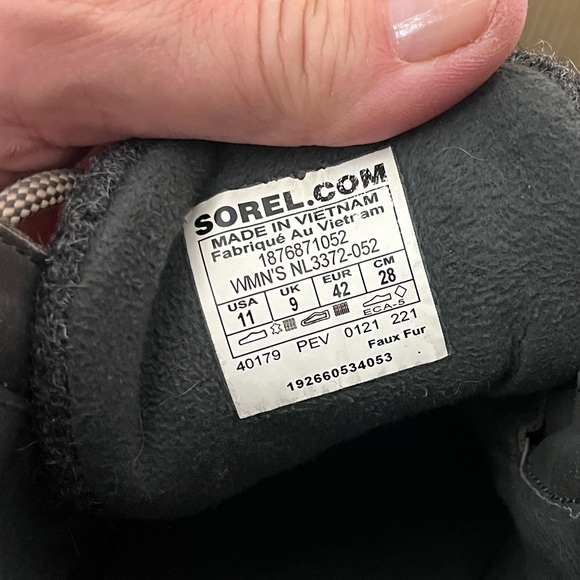 SOREL.COM
MADE IN VIETNAM
Fabriqué Au Vietnam
1876871052
WMN'S NL3372-052
USA UK EUR CM
11 9 42 28
ECA-5
40179 PEV 0121 221
Faux Fur
192660534053